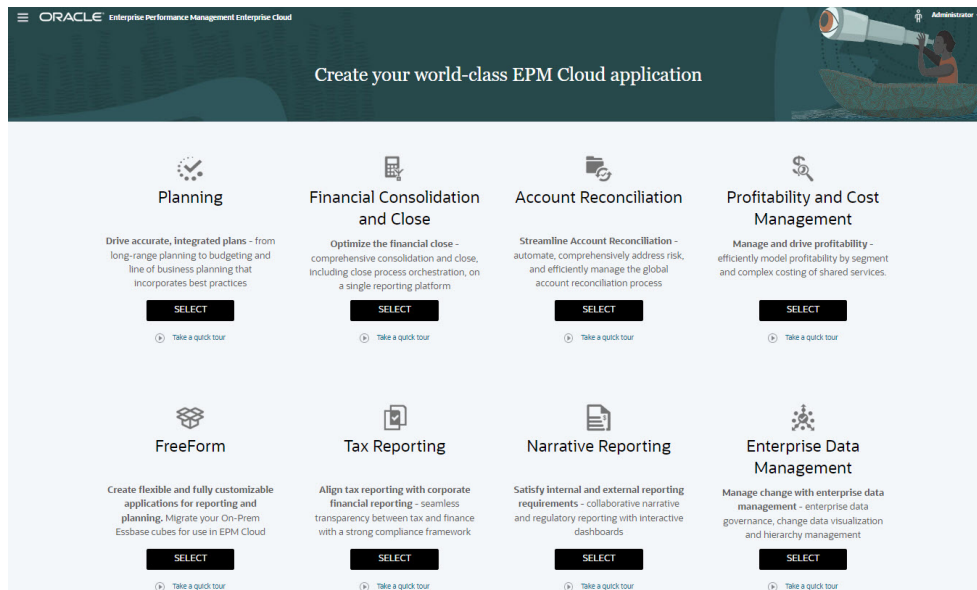 ORACLE Enterprise Performance Management Enterprise Cloud
Administrator
Create your world-class EPM Cloud application
Planning
Drive accurate, integrated plans - from
long-range planning to budgeting and
line of business planning that
incorporates best practices
SELECT
Take a quick tour
Financial Consolidation
and Close
Optimize the financial close -
comprehensive consolidation and close,
including close process orchestration, on
a single reporting platform
SELECT
Take a quick tour
Account Reconciliation
Streamline Account Reconciliation -
automate, comprehensively address risk,
and efficiently manage the global
account reconciliation process
SELECT
Take a quick tour
Profitability and Cost
Management
Manage and drive profitability -
efficiently model profitability by segment
and complex costing of shared services.
SELECT
Take a quick tour
FreeForm
Create flexible and fully customizable
applications for reporting and
planning. Migrate your On-Prem
Essbase cubes for use in EPM Cloud
SELECT
Take a quick tour
Tax Reporting
Align tax reporting with corporate
financial reporting - seamless
transparency between tax and finance
with a strong compliance framework
SELECT
Take a quick tour
Narrative Reporting
Satisfy internal and external reporting
requirements - collaborative narrative
and regulatory reporting with interactive
dashboards
SELECT
Take a quick tour
Enterprise Data
Management
Manage change with enterprise data
management - enterprise data
governance, change data visualization
and hierarchy management
SELECT
Take a quick tour